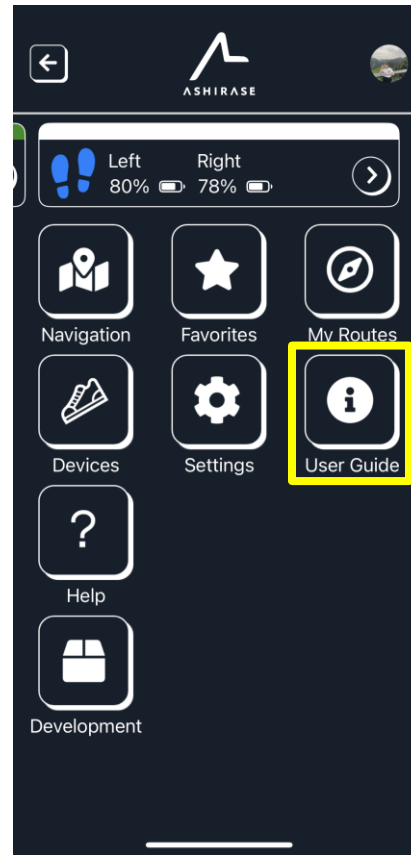 ASHIRASE
Left Right
80% 78%
Navigation Favorites My Routes
Devices Settings User Guide
?
Help
Development